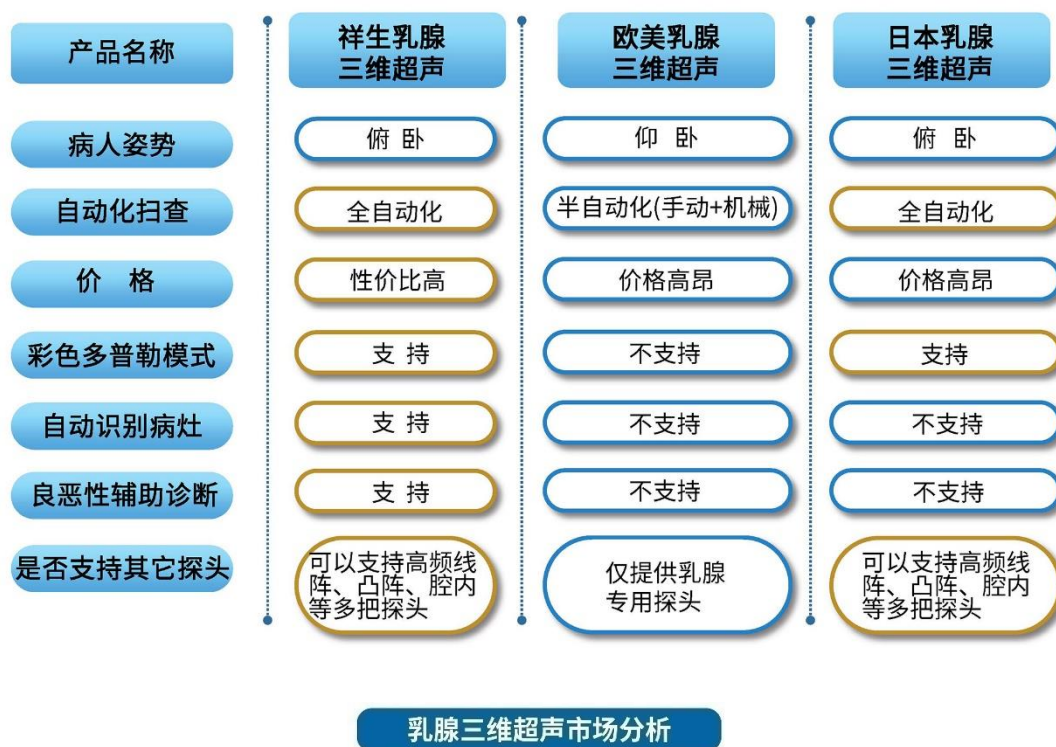 产品名称
祥生乳腺
三维超声
欧美乳腺
三维超声
日本乳腺
三维超声
病人姿势
俯 卧
仰 卧
俯 卧
自动化扫查
全自动化
半自动化(手动+机械)
全自动化
价 格
性价比高
价格高昂
价格高昂
彩色多普勒模式
支 持
不支持
支持
自动识别病灶
支 持
不支持
不支持
良恶性辅助诊断
支 持
不支持
不支持
是否支持其它探头
可以支持高频线
阵、凸阵、腔内
等多把探头
仅提供乳腺
专用探头
可以支持高频线
阵、凸阵、腔内
等多把探头
乳腺三维超声市场分析